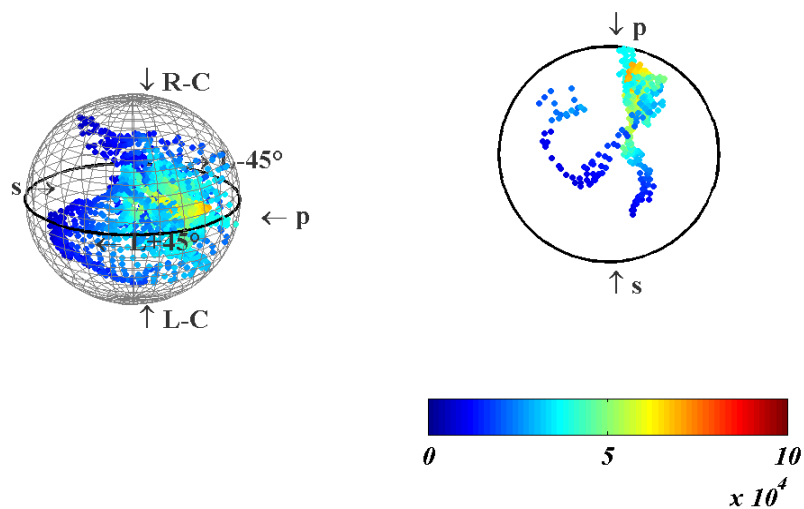 ↓ p
↓ R-C
→ L-45°
s →
← p
← L+45°
↑ s
↑ L-C
0 5 10
x 10⁴